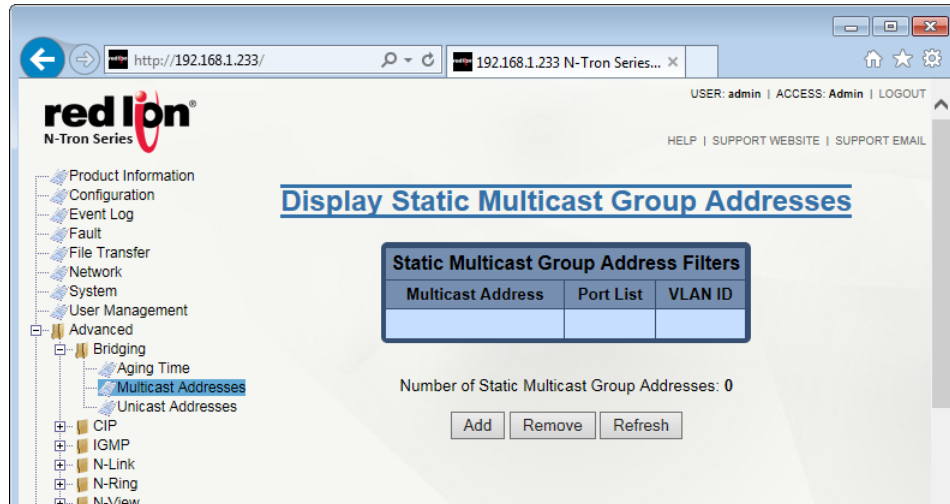 http://192.168.1.233/
192.168.1.233 N-Tron Series...
USER: admin | ACCESS: Admin | LOGOUT
red lion®
N-Tron Series
HELP | SUPPORT WEBSITE | SUPPORT EMAIL
Product Information
Configuration
Event Log
Fault
File Transfer
Network
System
User Management
Advanced
Bridging
Aging Time
Multicast Addresses
Unicast Addresses
CIP
IGMP
N-Link
N-Ring
N-View
Display Static Multicast Group Addresses
Static Multicast Group Address Filters
Multicast Address Port List VLAN ID
Number of Static Multicast Group Addresses: 0
Add Remove Refresh